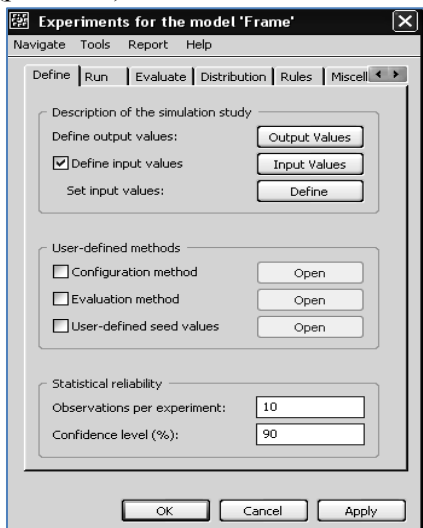 Experiments for the model 'Frame'
Navigate Tools Report Help
Define Run Evaluate Distribution Rules Miscell
Description of the simulation study
Define output values: Output Values
Define input values Input Values
Set input values: Define
User-defined methods
Configuration method Open
Evaluation method Open
User-defined seed values Open
Statistical reliability
Observations per experiment: 10
Confidence level (%): 90
OK Cancel Apply